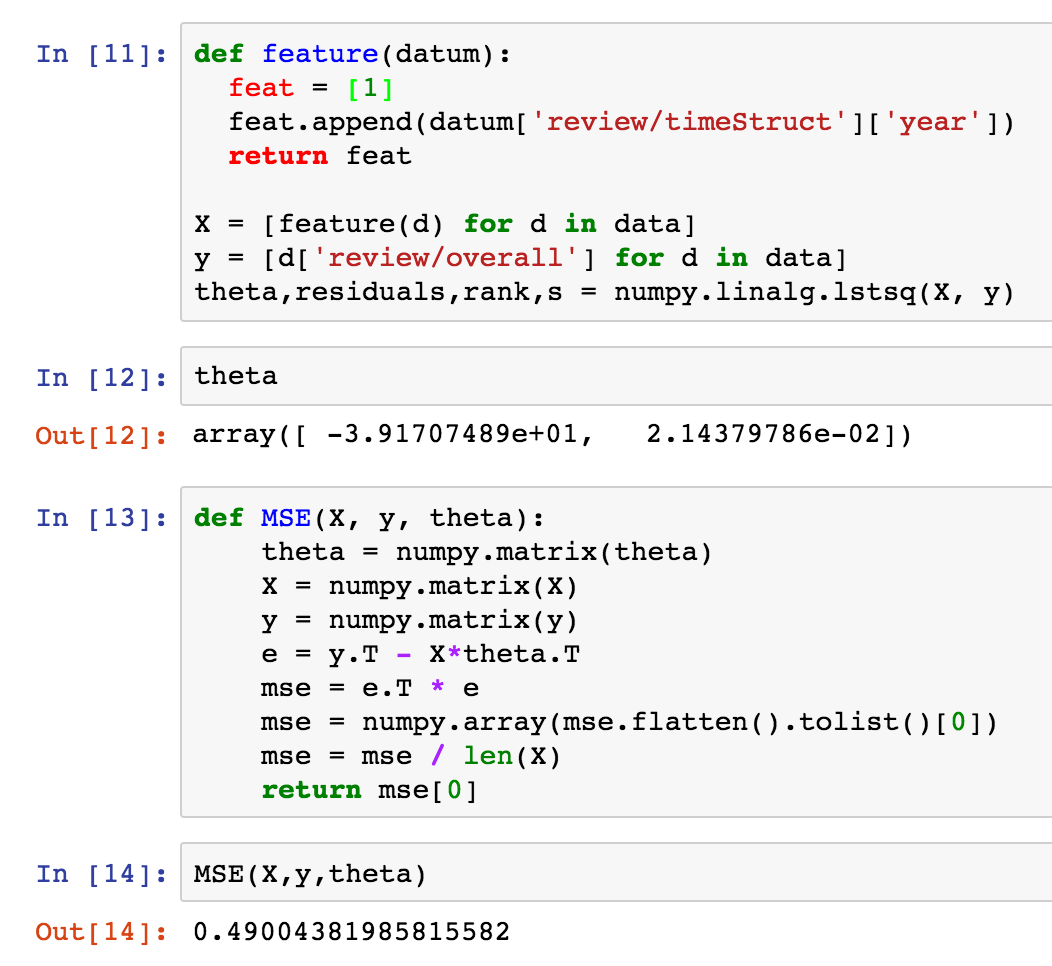 In [11]: def feature(datum):
  feat = [1]
  feat.append(datum['review/timeStruct']['year'])
  return feat
X = [feature(d) for d in data]
y = [d['review/overall'] for d in data]
theta,residuals,rank,s = numpy.linalg.lstsq(X, y)
In [12]: theta
Out[12]: array([ -3.91707489e+01,   2.14379786e-02])
In [13]: def MSE(X, y, theta):
    theta = numpy.matrix(theta)
    X = numpy.matrix(X)
    y = numpy.matrix(y)
    e = y.T - X*theta.T
    mse = e.T * e
    mse = numpy.array(mse.flatten().tolist()[0])
    mse = mse / len(X)
    return mse[0]
In [14]: MSE(X,y,theta)
Out[14]: 0.49004381985815582